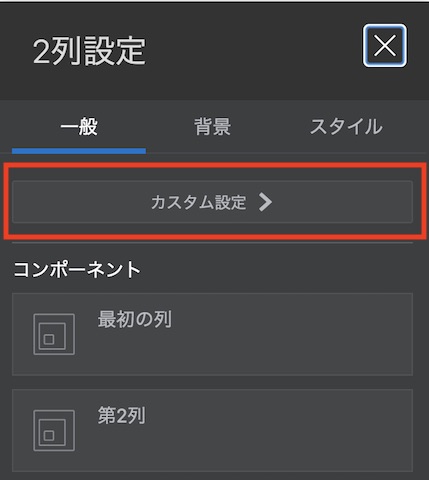 2列設定
一般 背景 スタイル
カスタム設定
コンポーネント
最初の列
第2列